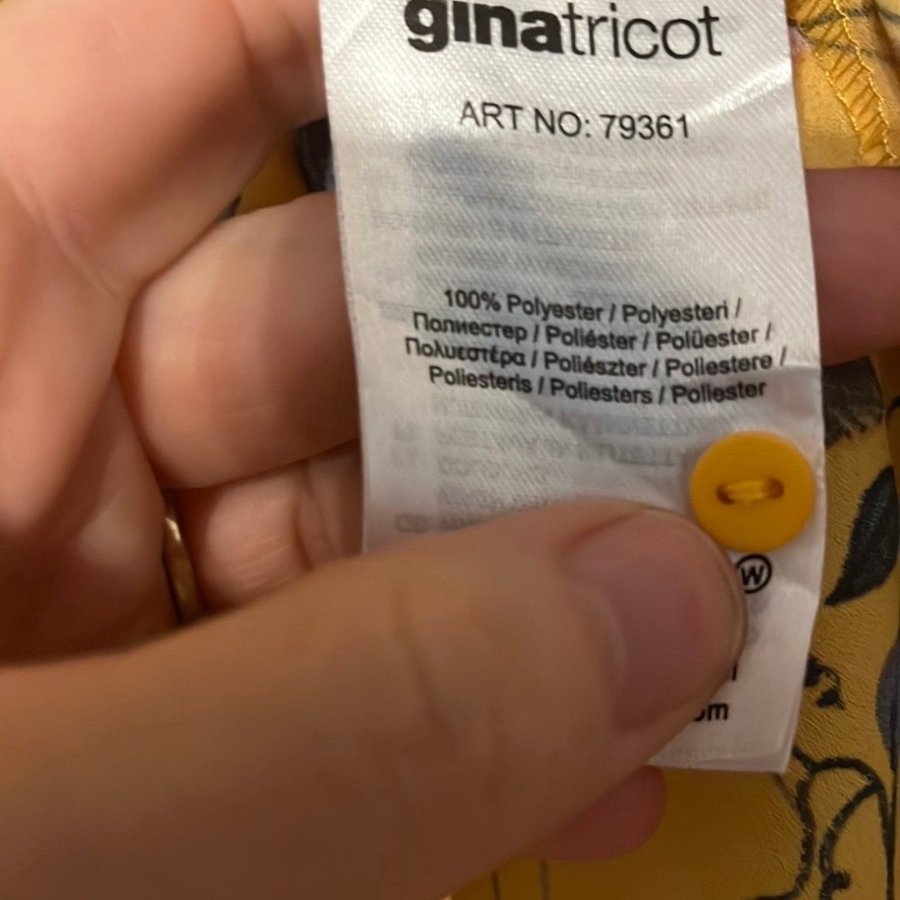 ginatricot
ART NO: 79361
100% Polyester / Polyesteri /
Полиестер / Poliéster / Polüester /
Πολυεστέρα / Poliészter / Poliestere /
Poliesteris / Poliesters / Poliester
W